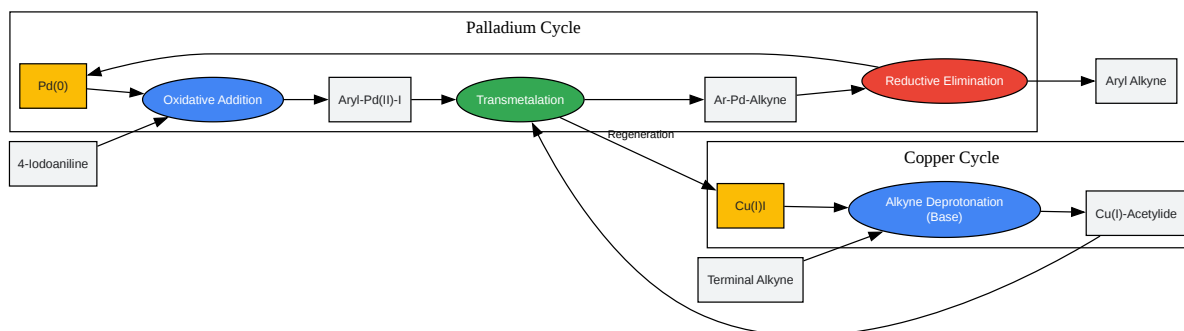 Palladium Cycle
Pd(0)
Oxidative Addition
Aryl-Pd(II)-I
Transmetalation
Ar-Pd-Alkyne
Reductive Elimination
Aryl Alkyne
4-Iodoaniline
Regeneration
Copper Cycle
Cu(I)I
Alkyne Deprotonation
(Base)
Cu(I)-Acetylide
Terminal Alkyne